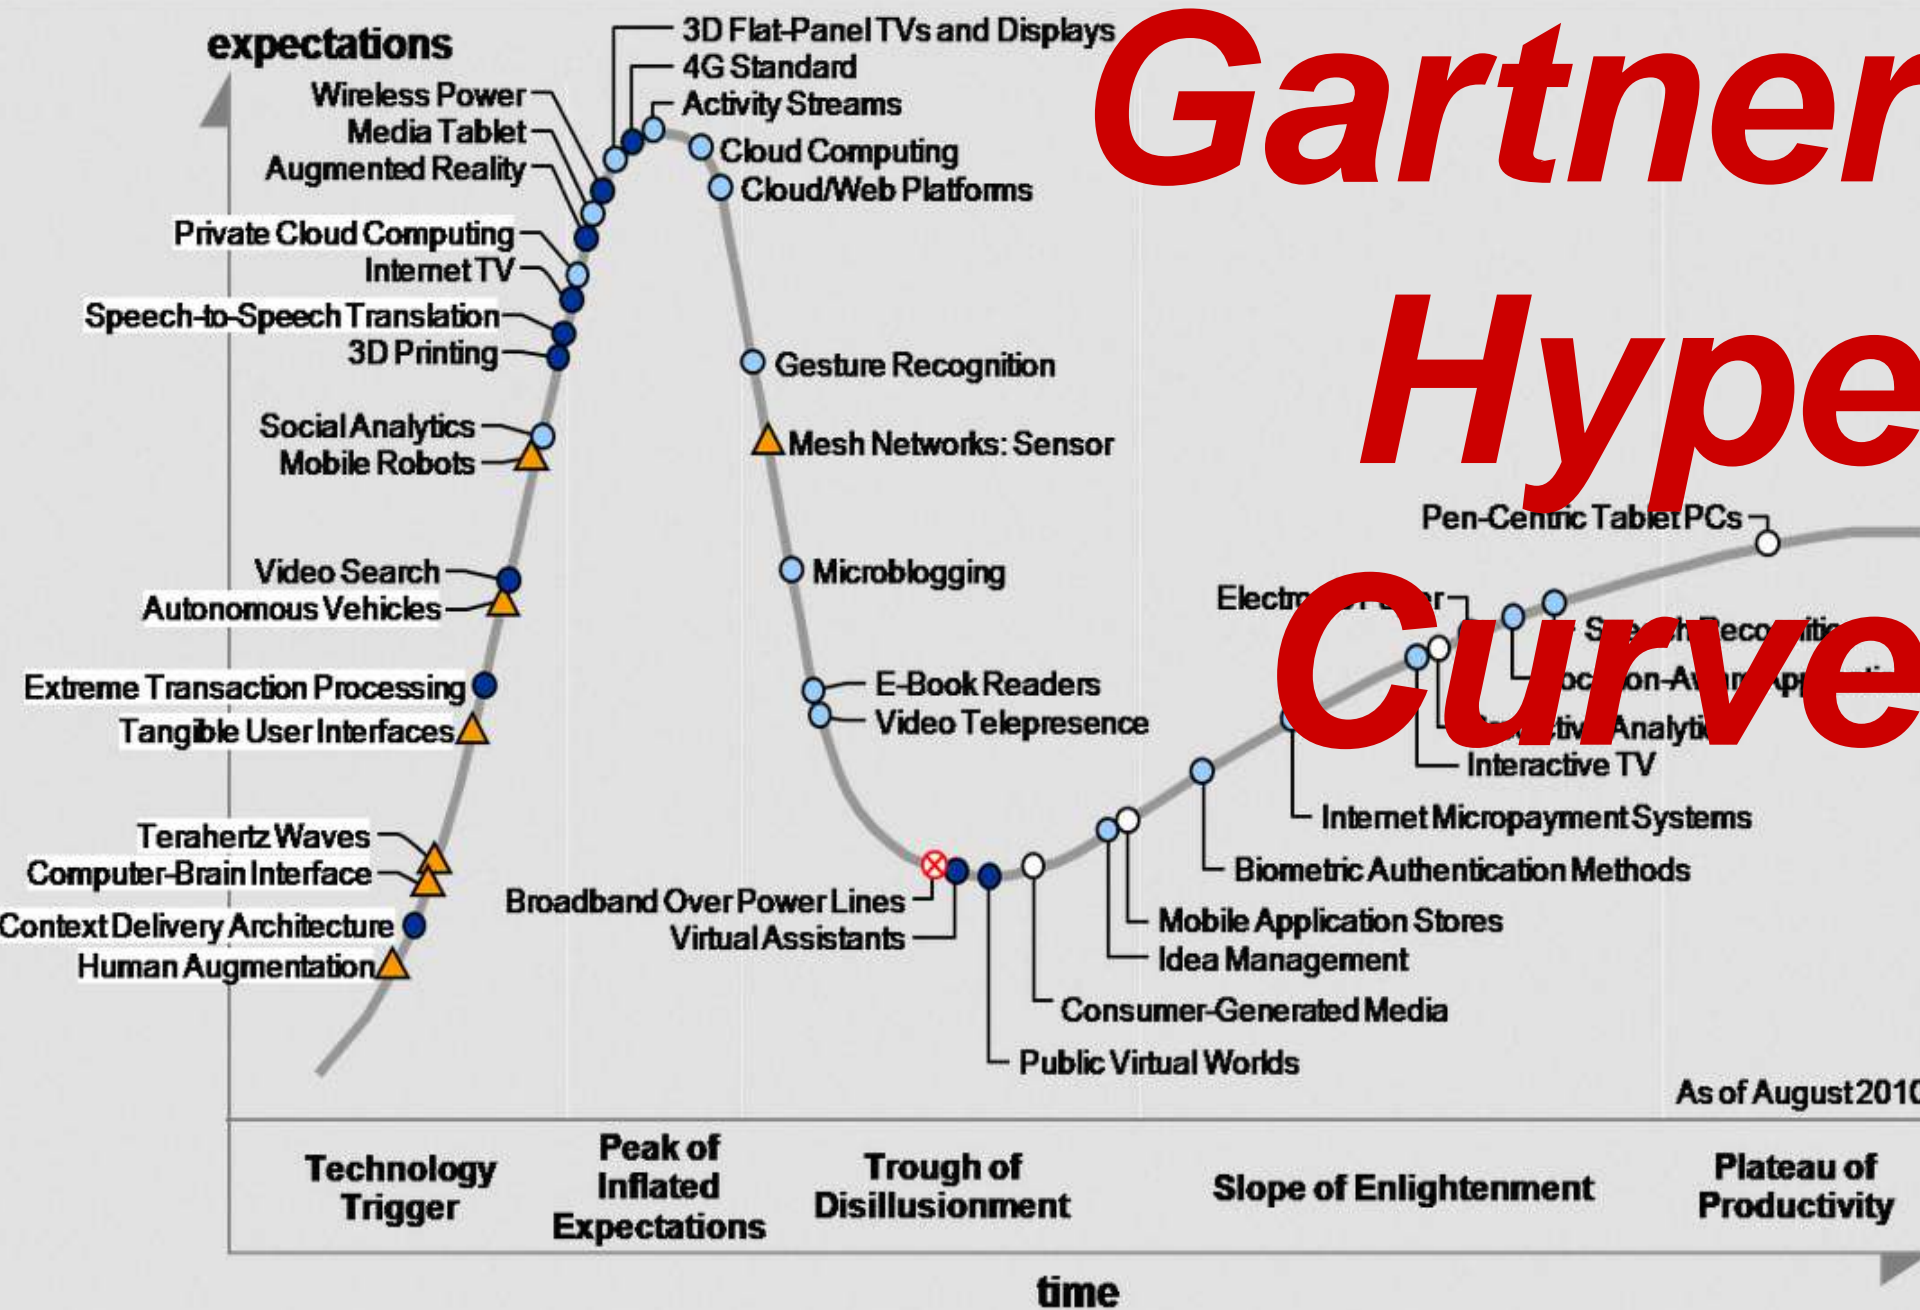 Gartner
Hype
Curve
expectations
3D Flat-Panel TVs and Displays
4G Standard
Activity Streams
Wireless Power
Media Tablet
Augmented Reality
Cloud Computing
Cloud/Web Platforms
Private Cloud Computing
Internet TV
Speech-to-Speech Translation
3D Printing
Gesture Recognition
Social Analytics
Mobile Robots
Mesh Networks: Sensor
Pen-Centric Tablet PCs
Video Search
Autonomous Vehicles
Microblogging
Speech Recognition
Extreme Transaction Processing
Tangible User Interfaces
E-Book Readers
Video Telepresence
Interactive TV
Internet Micropayment Systems
Terahertz Waves
Computer-Brain Interface
Context Delivery Architecture
Human Augmentation
Biometric Authentication Methods
Broadband Over Power Lines
Virtual Assistants
Mobile Application Stores
Idea Management
Consumer-Generated Media
Public Virtual Worlds
As of August 2010
Technology
Trigger
Peak of
Inflated
Expectations
Trough of
Disillusionment
Slope of Enlightenment
Plateau of
Productivity
time